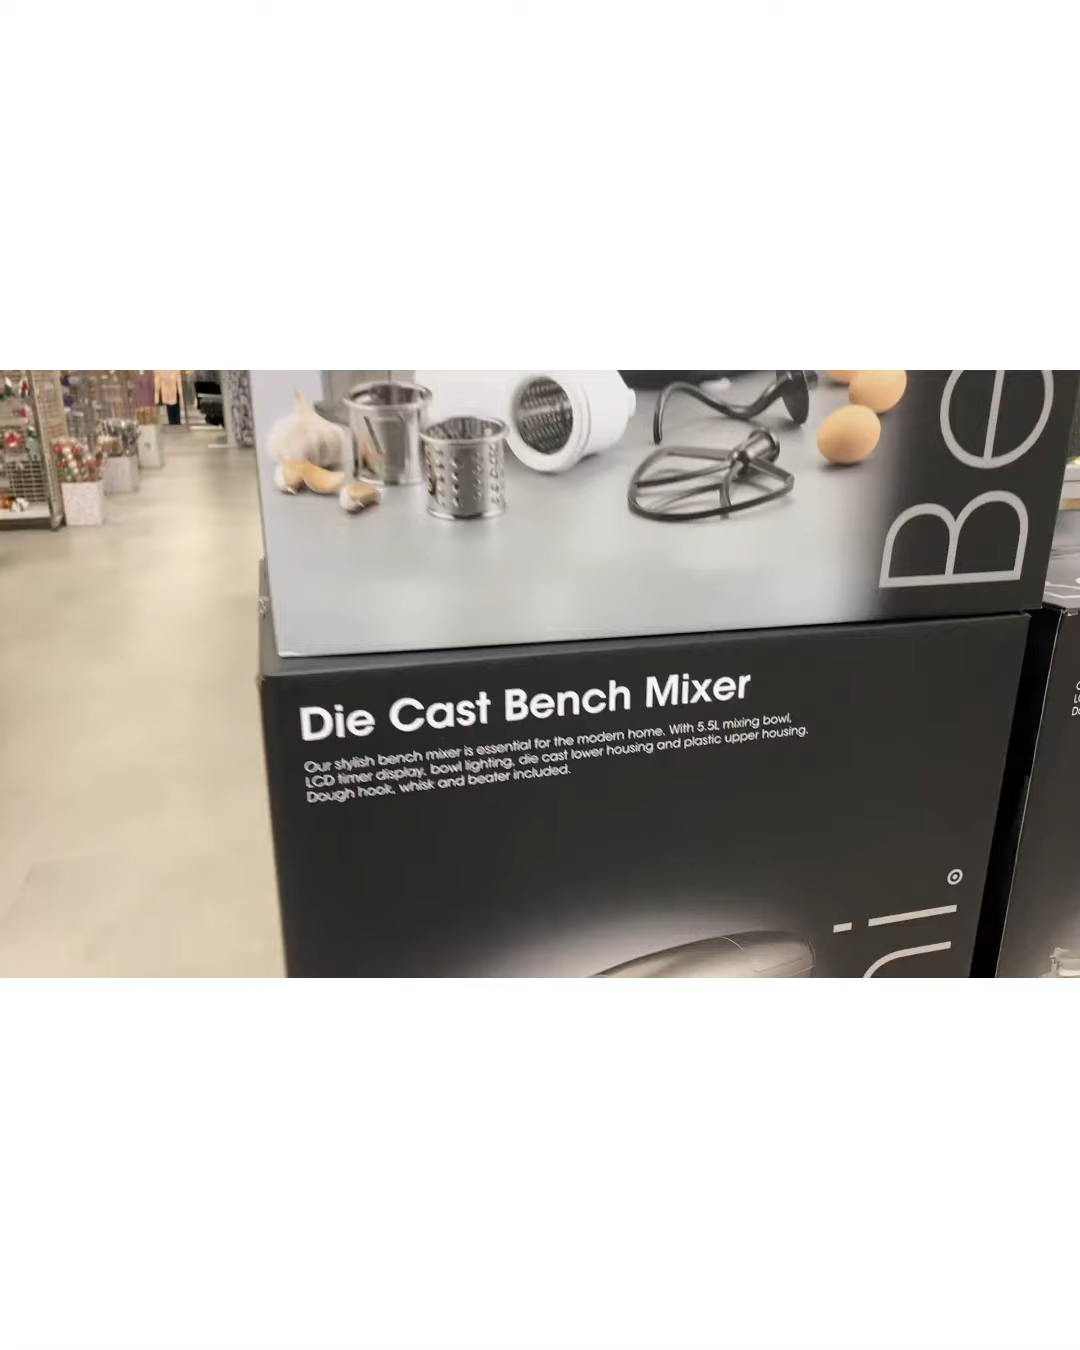 Be
Die Cast Bench Mixer
Our stylish bench mixer is essential for the modern home. With 5.5L mixing bowl,
LCD timer display, bowl lighting, die cast lower housing and plastic upper housing.
Dough hook, whisk and beater included.
ni